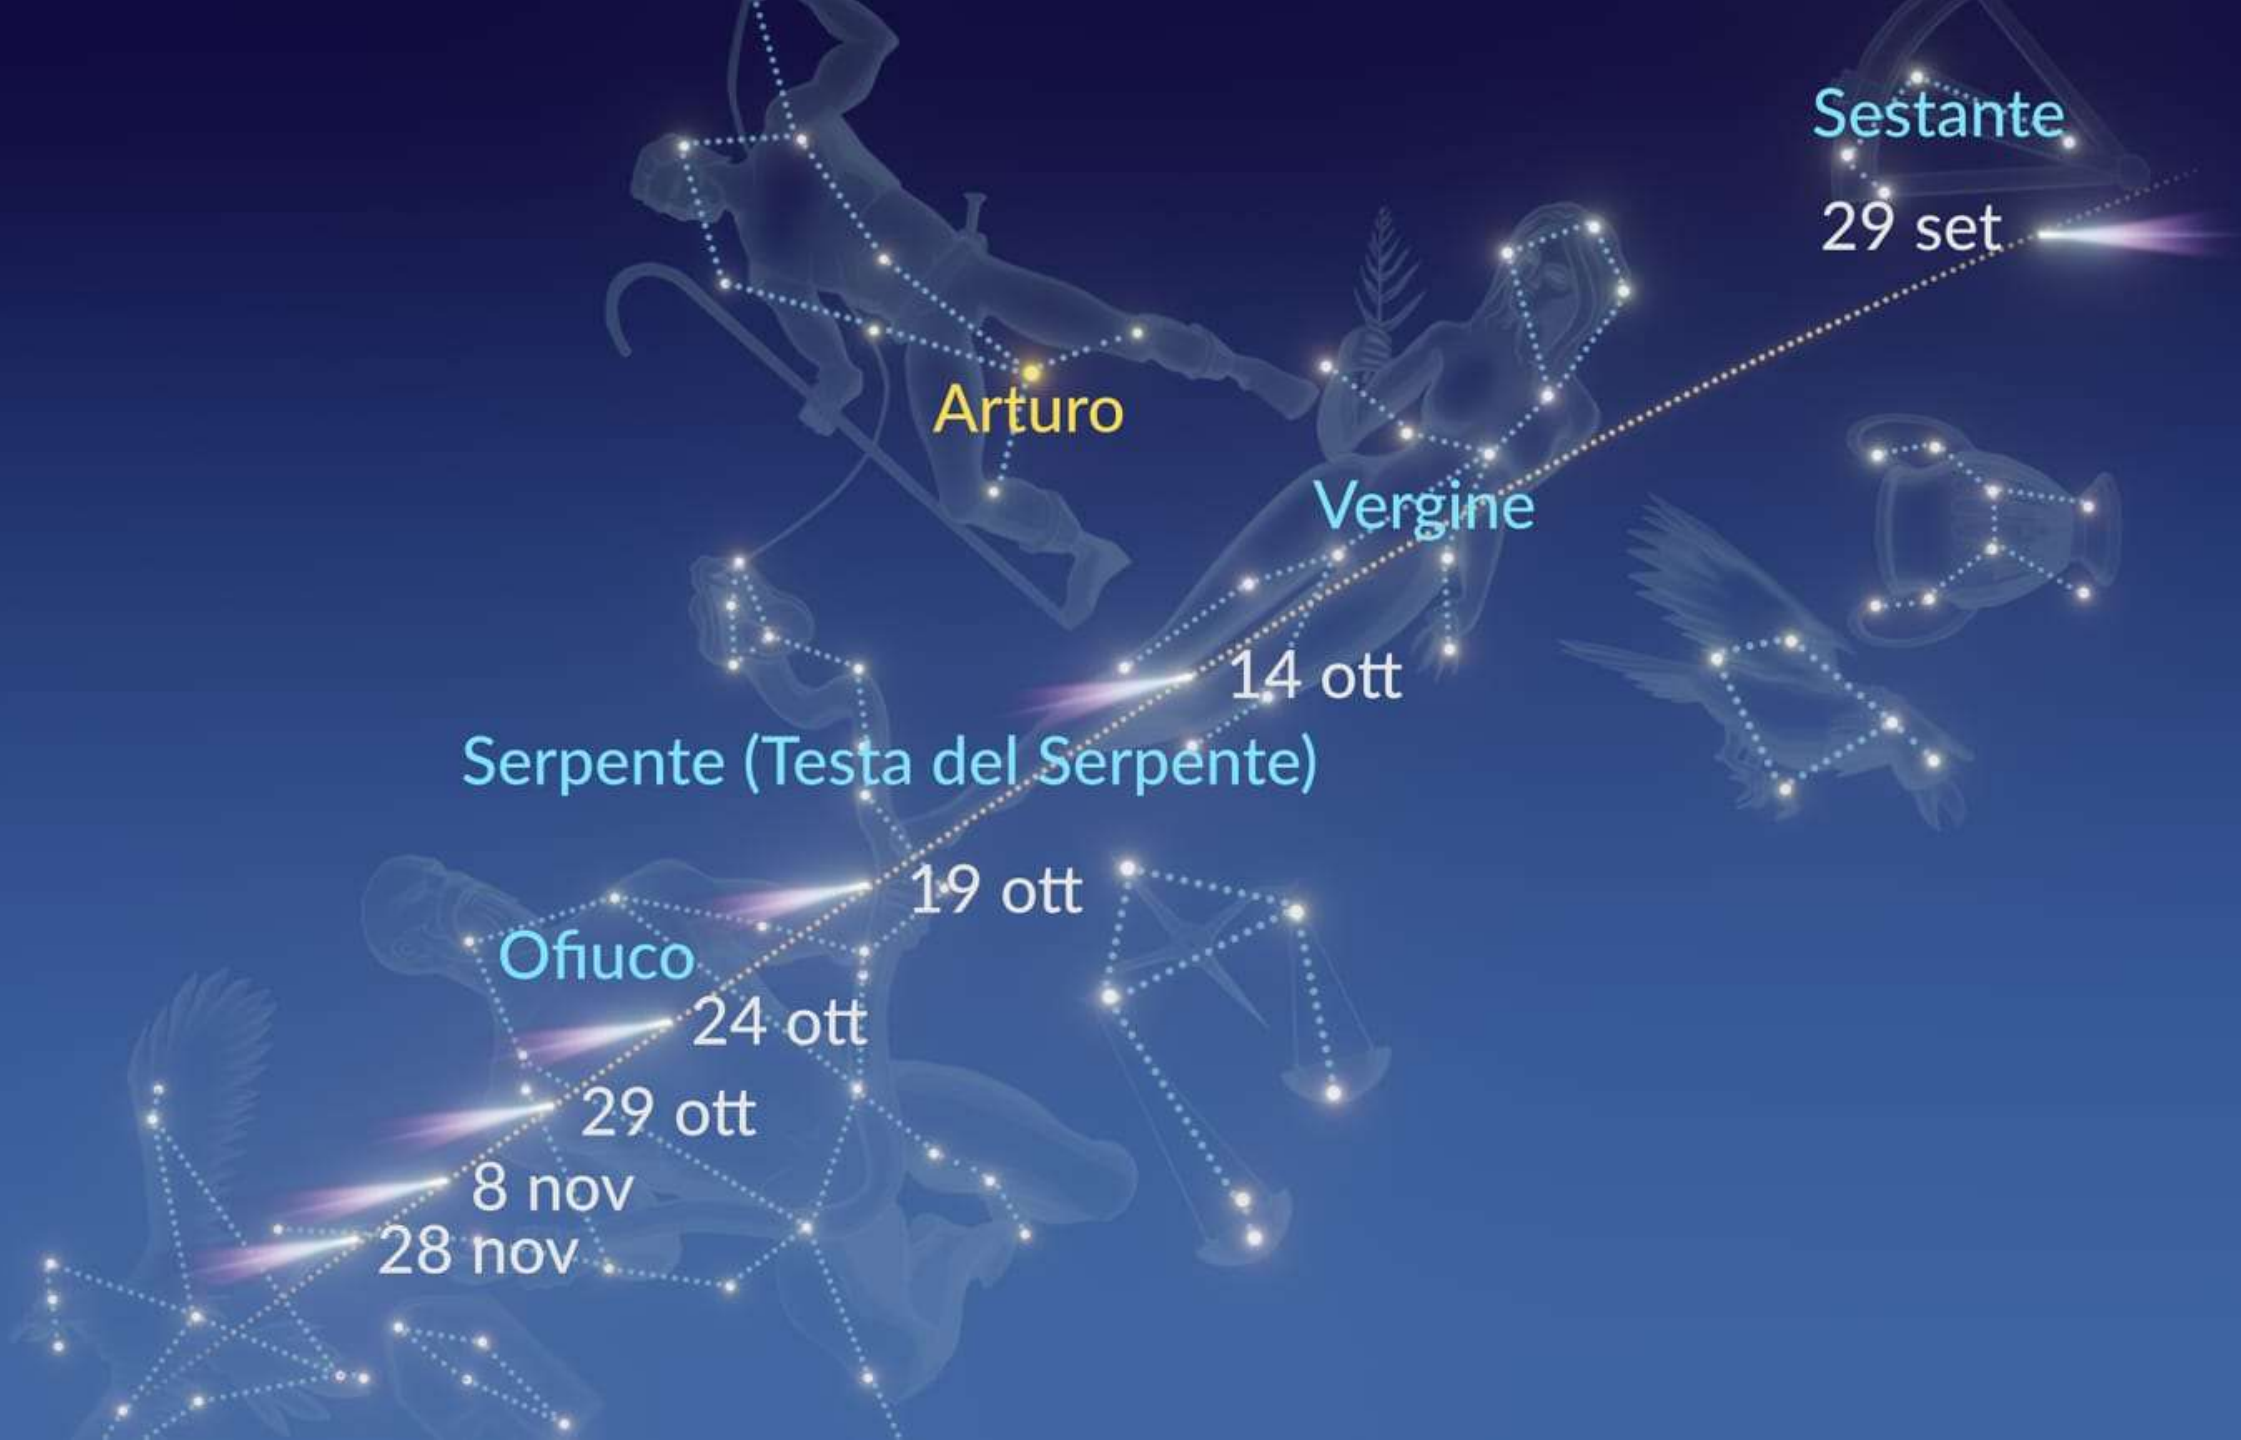 Sestante
29 set
Arturo
Vergine
14 ott
Serpente (Testa del Serpente)
19 ott
Ofiuco
24 ott
29 ott
8 nov
28 nov